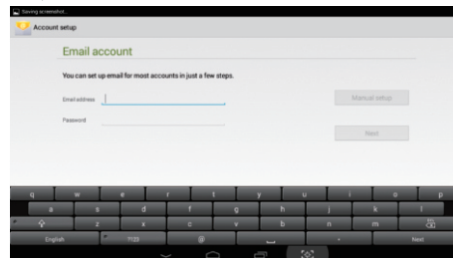 Saving screenshot...
Account setup
Email account
You can set up email for most accounts in just a few steps.
Email address
Manual setup
Password
Next
q w e r t y u i o p
a s d f g h j k l
z x c v b n m
English ?123 @ . Next